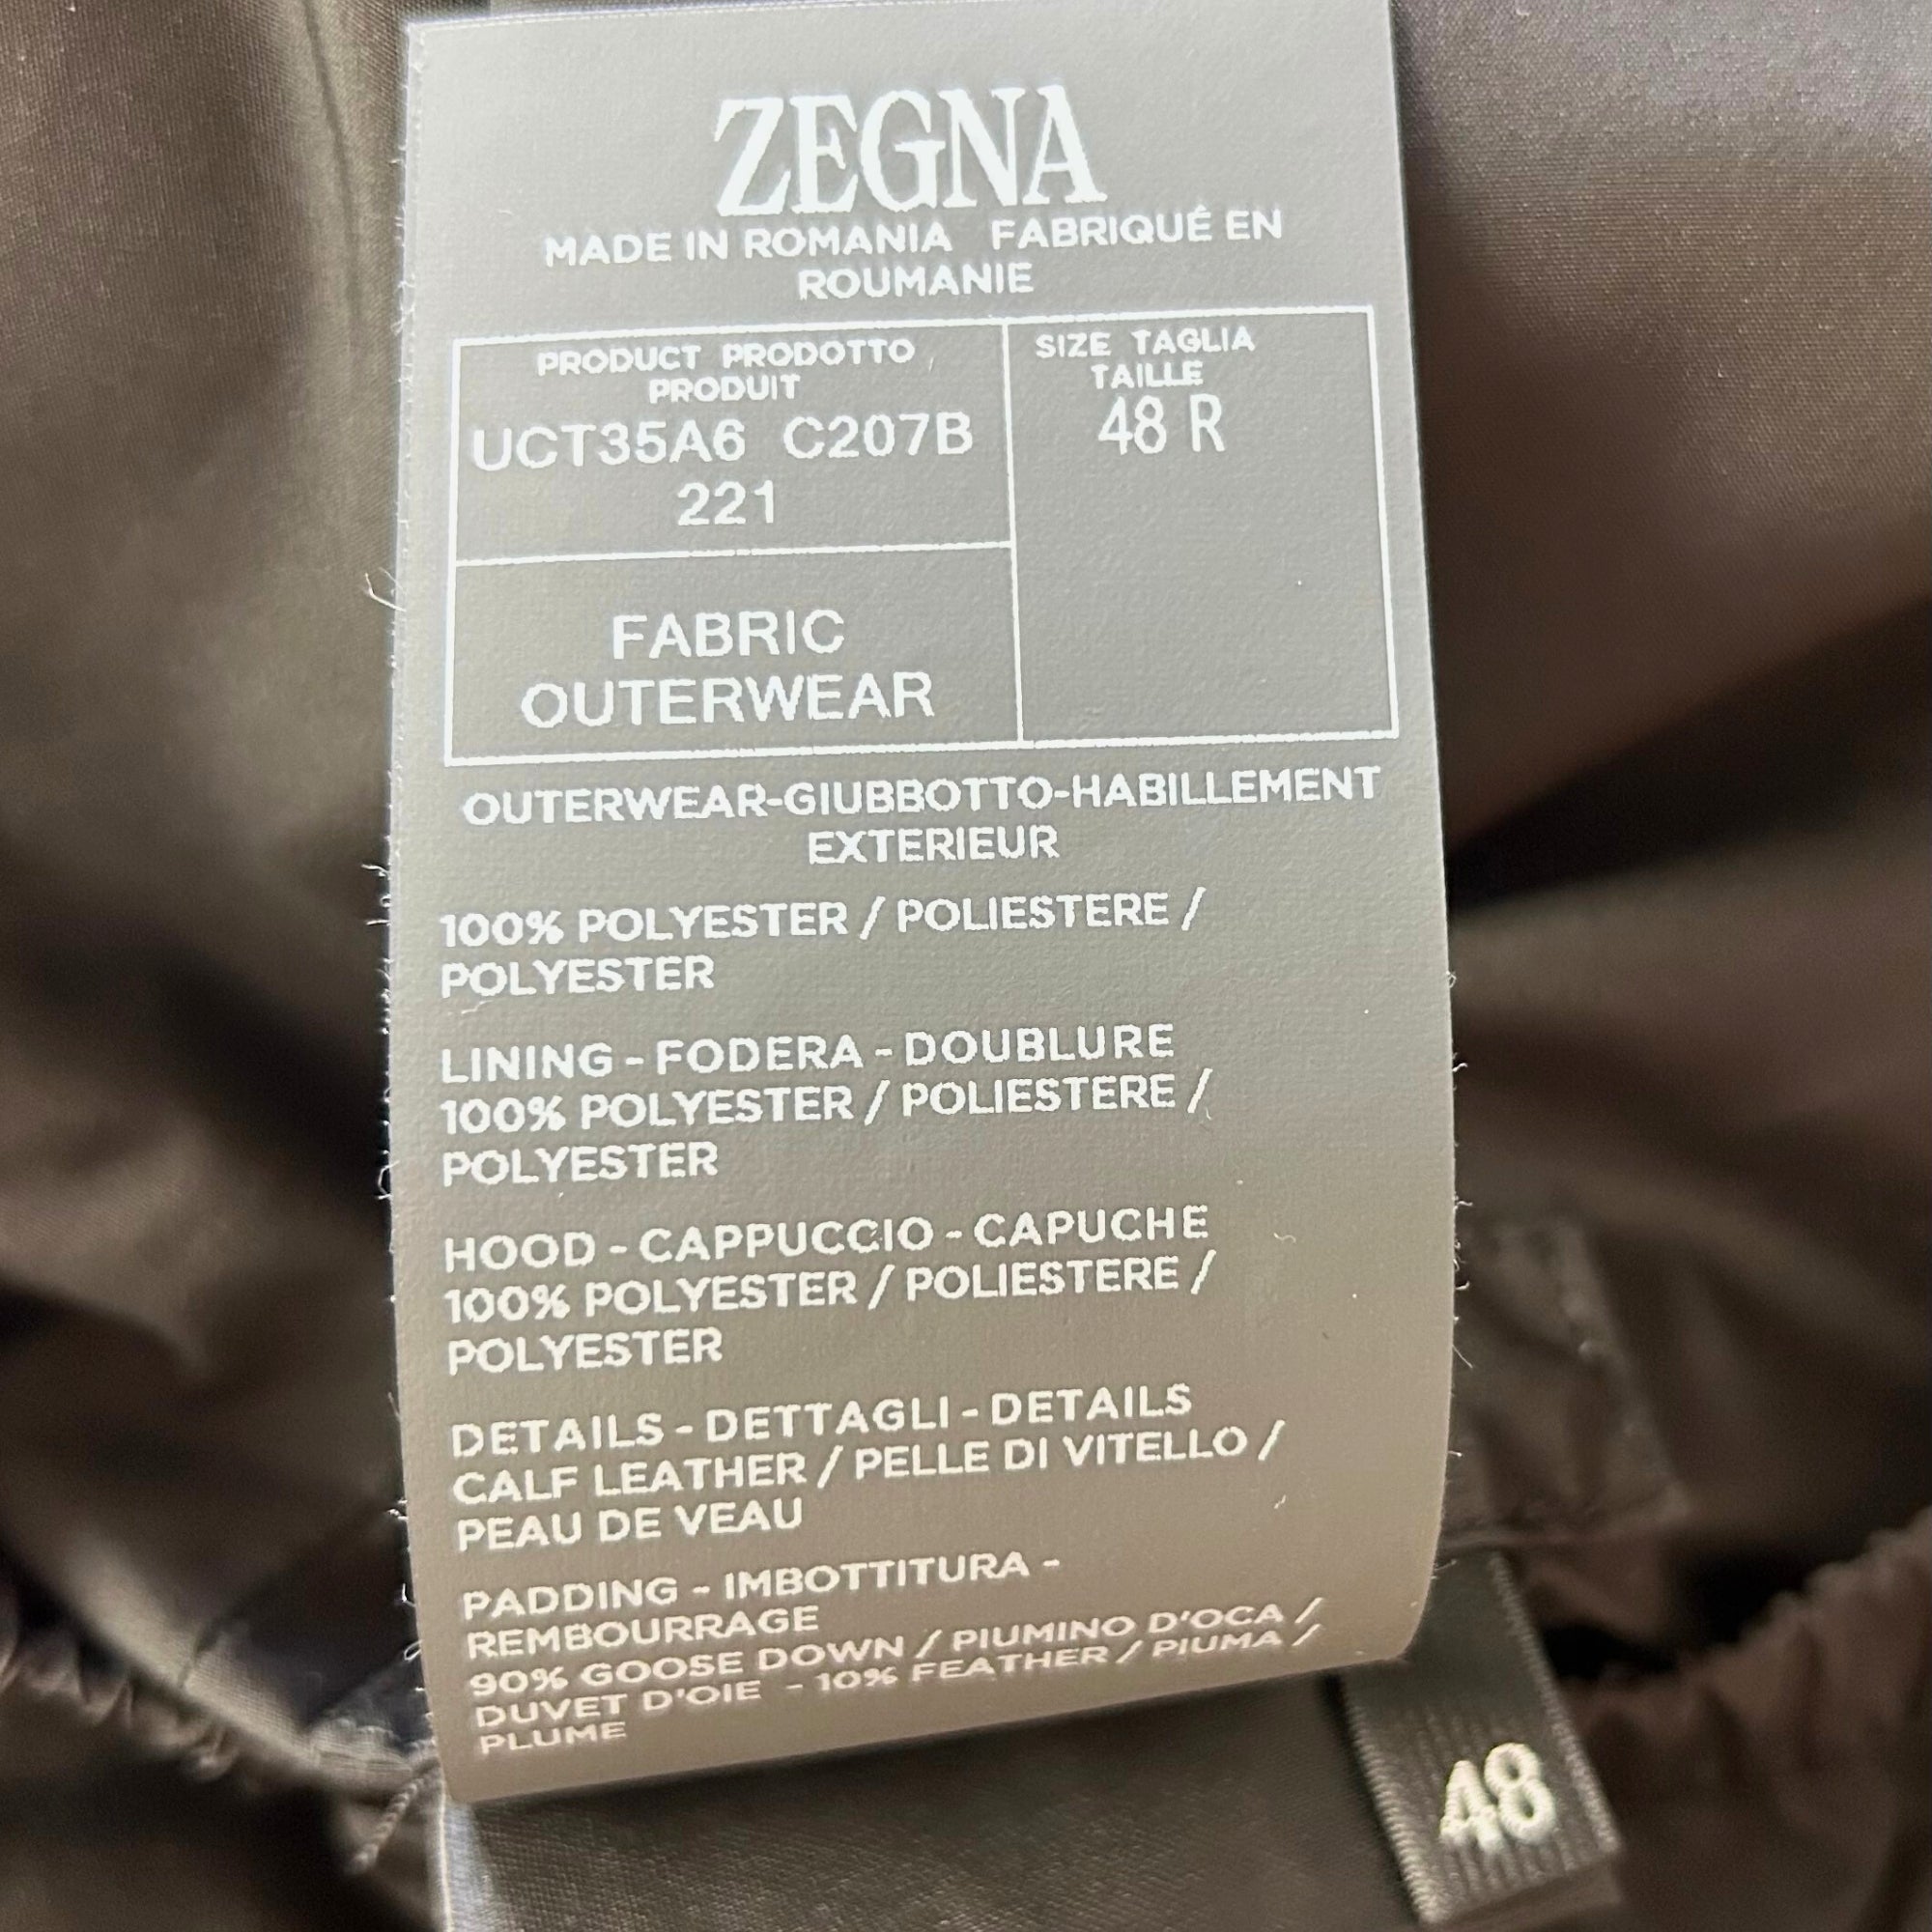 ZEGNA
MADE IN ROMANIA FABRIQUÉ EN
ROUMANIE
PRODUCT PRODOTTO
PRODUIT
UCT35A6 C207B
221
SIZE TAGLIA
TAILLE
48 R
FABRIC
OUTERWEAR
OUTERWEAR-GIUBBOTTO-HABILLEMENT
EXTERIEUR
100% POLYESTER / POLIESTERE /
POLYESTER
LINING - FODERA - DOUBLURE
100% POLYESTER / POLIESTERE /
POLYESTER
HOOD - CAPPUCCIO - CAPUCHE
100% POLYESTER / POLIESTERE /
POLYESTER
DETAILS - DETTAGLI - DETAILS
CALF LEATHER / PELLE DI VITELLO /
PEAU DE VEAU
PADDING - IMBOTTITURA -
REMBOURRAGE
90% GOOSE DOWN / PIUMINO D'OCA /
DUVET D'OIE - 10% FEATHER / PIUMA /
PLUME
48